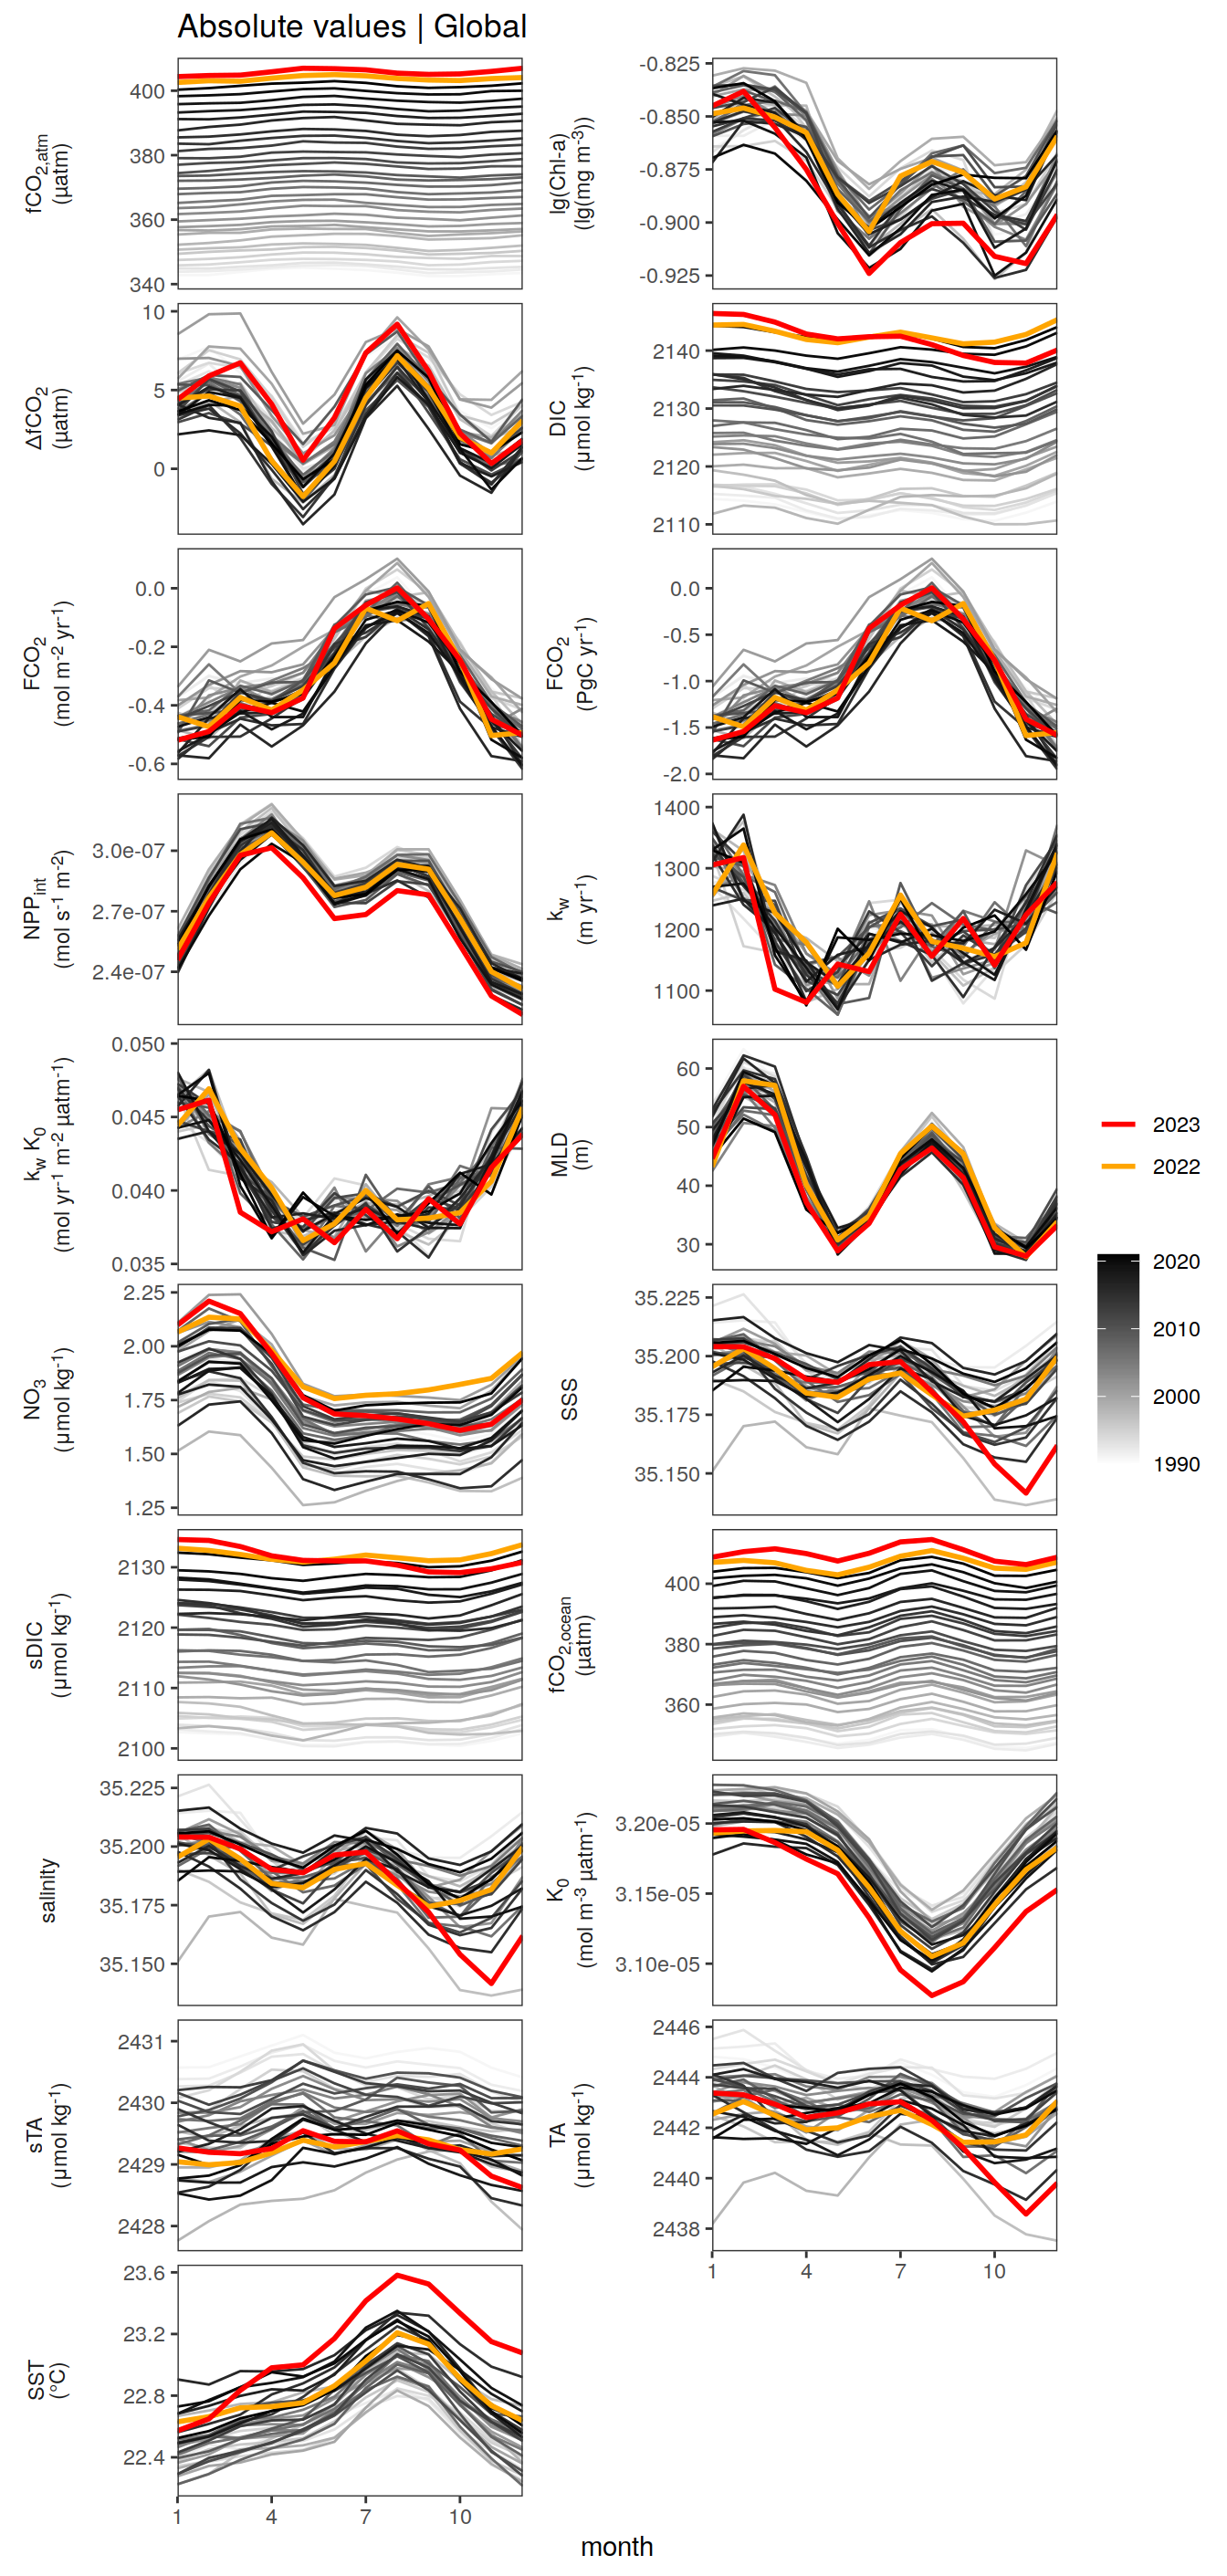 Absolute values | Global
fCO2,atm
(µatm)
400
380
360
340
lg(Chl-a)
(lg(mg m-3))
-0.825
-0.850
-0.875
-0.900
-0.925
ΔfCO2
(µatm)
10
5
0
DIC
(µmol kg-1)
2140
2130
2120
2110
FCO2
(mol m-2 yr-1)
0.0
-0.2
-0.4
-0.6
FCO2
(PgC yr-1)
0.0
-0.5
-1.0
-1.5
-2.0
NPPint
(mol s-1 m-2)
3.0e-07
2.7e-07
2.4e-07
kw
(m yr-1)
1400
1300
1200
1100
kw K0
(mol yr-1 m-2 µatm-1)
0.050
0.045
0.040
0.035
MLD
(m)
60
50
40
30
2023
2022
2020
2010
2000
1990
NO3
(µmol kg-1)
2.25
2.00
1.75
1.50
1.25
SSS
35.225
35.200
35.175
35.150
sDIC
(µmol kg-1)
2130
2120
2110
2100
fCO2,ocean
(µatm)
400
380
360
salinity
35.225
35.200
35.175
35.150
K0
(mol m-3 µatm-1)
3.20e-05
3.15e-05
3.10e-05
sTA
(µmol kg-1)
2431
2430
2429
2428
TA
(µmol kg-1)
2446
2444
2442
2440
2438
1 4 7 10
SST
(°C)
23.6
23.2
22.8
22.4
1 4 7 10
month